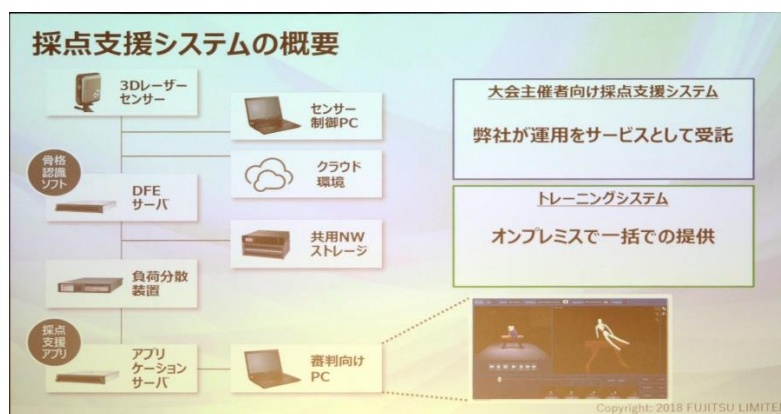 採点支援システムの概要
3Dレーザー
センサー
センサー
制御PC
骨格
認識
ソフト
クラウド
環境
DFE
サーバ
共用NW
ストレージ
負荷分散
装置
採点
支援
アプリ
アプリ
ケーション
サーバ
審判向け
PC
大会主催者向け採点支援システム
弊社が運用をサービスとして受託
トレーニングシステム
オンプレミスで一括での提供
Copyright: 2018 FUJITSU LIMITE